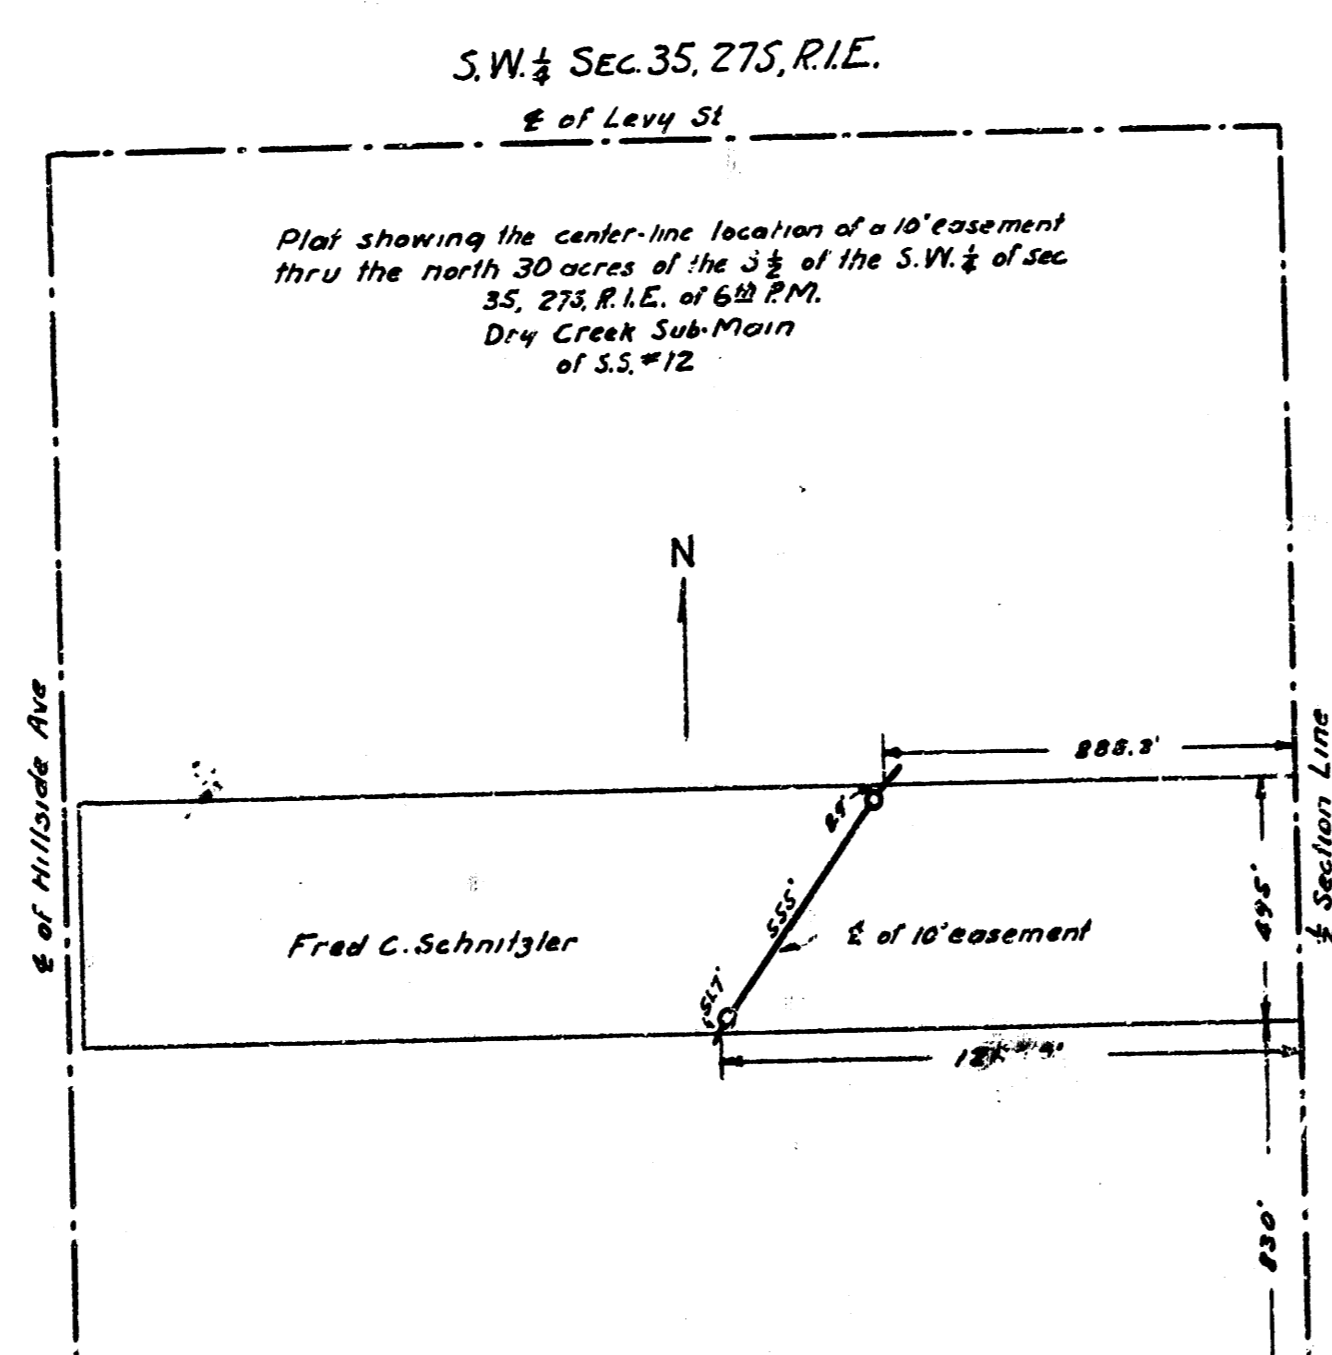 S.W. ¼ SEC. 35, 27S, R.1.E.
℄ of Levy St
Plat showing the center-line location of a 10' easement
thru the north 30 acres of the S ½ of the S.W. ¼ of sec
35, 27S, R.1.E. of 6th P.M.
Dry Creek Sub-Main
of S.S. #12
N
℄ of Hillside Ave
½ Section Line
Fred C. Schnitzler
555'
℄ of 10' easement
495'
830'